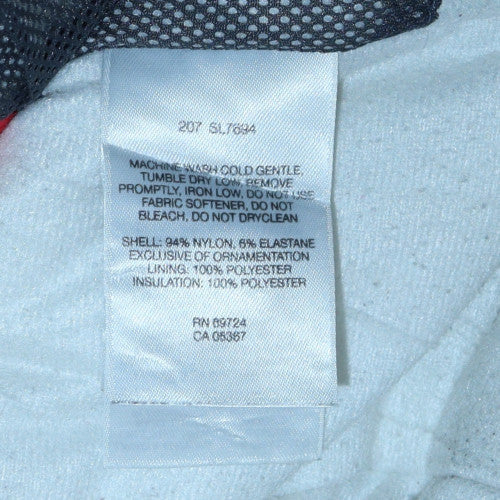 207 SL7694
MACHINE WASH COLD GENTLE,
TUMBLE DRY LOW, REMOVE
PROMPTLY, IRON LOW, DO NOT USE
FABRIC SOFTENER, DO NOT
BLEACH, DO NOT DRYCLEAN
SHELL: 94% NYLON, 6% ELASTANE
EXCLUSIVE OF ORNAMENTATION
LINING: 100% POLYESTER
INSULATION: 100% POLYESTER
RN 89724
CA 05367